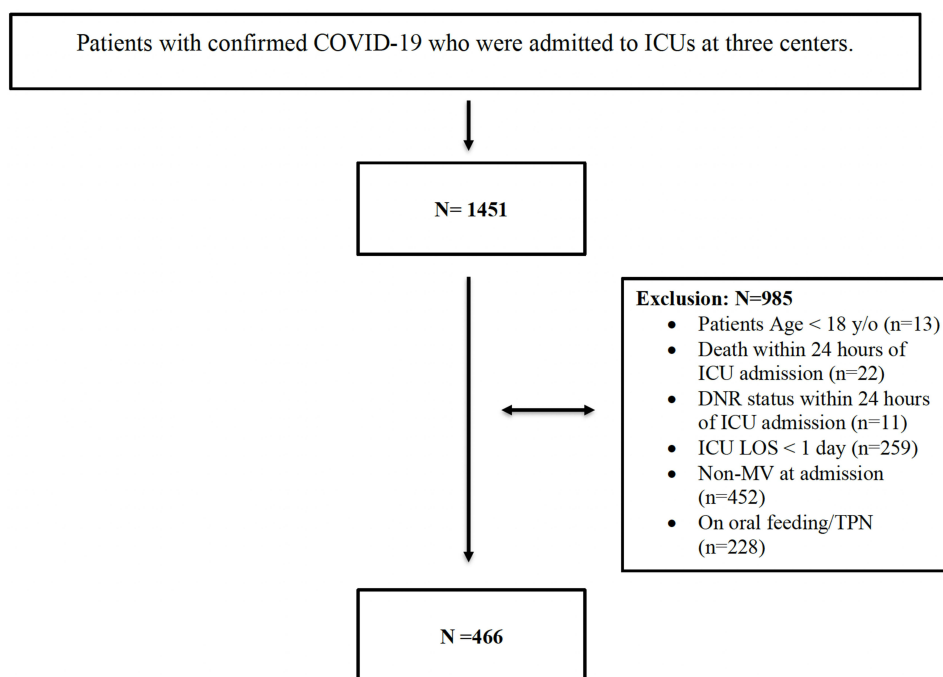 Patients with confirmed COVID-19 who were admitted to ICUs at three centers.
N= 1451
Exclusion: N=985
• Patients Age < 18 y/o (n=13)
• Death within 24 hours of
ICU admission (n=22)
• DNR status within 24 hours
of ICU admission (n=11)
• ICU LOS < 1 day (n=259)
• Non-MV at admission
(n=452)
• On oral feeding/TPN
(n=228)
N =466